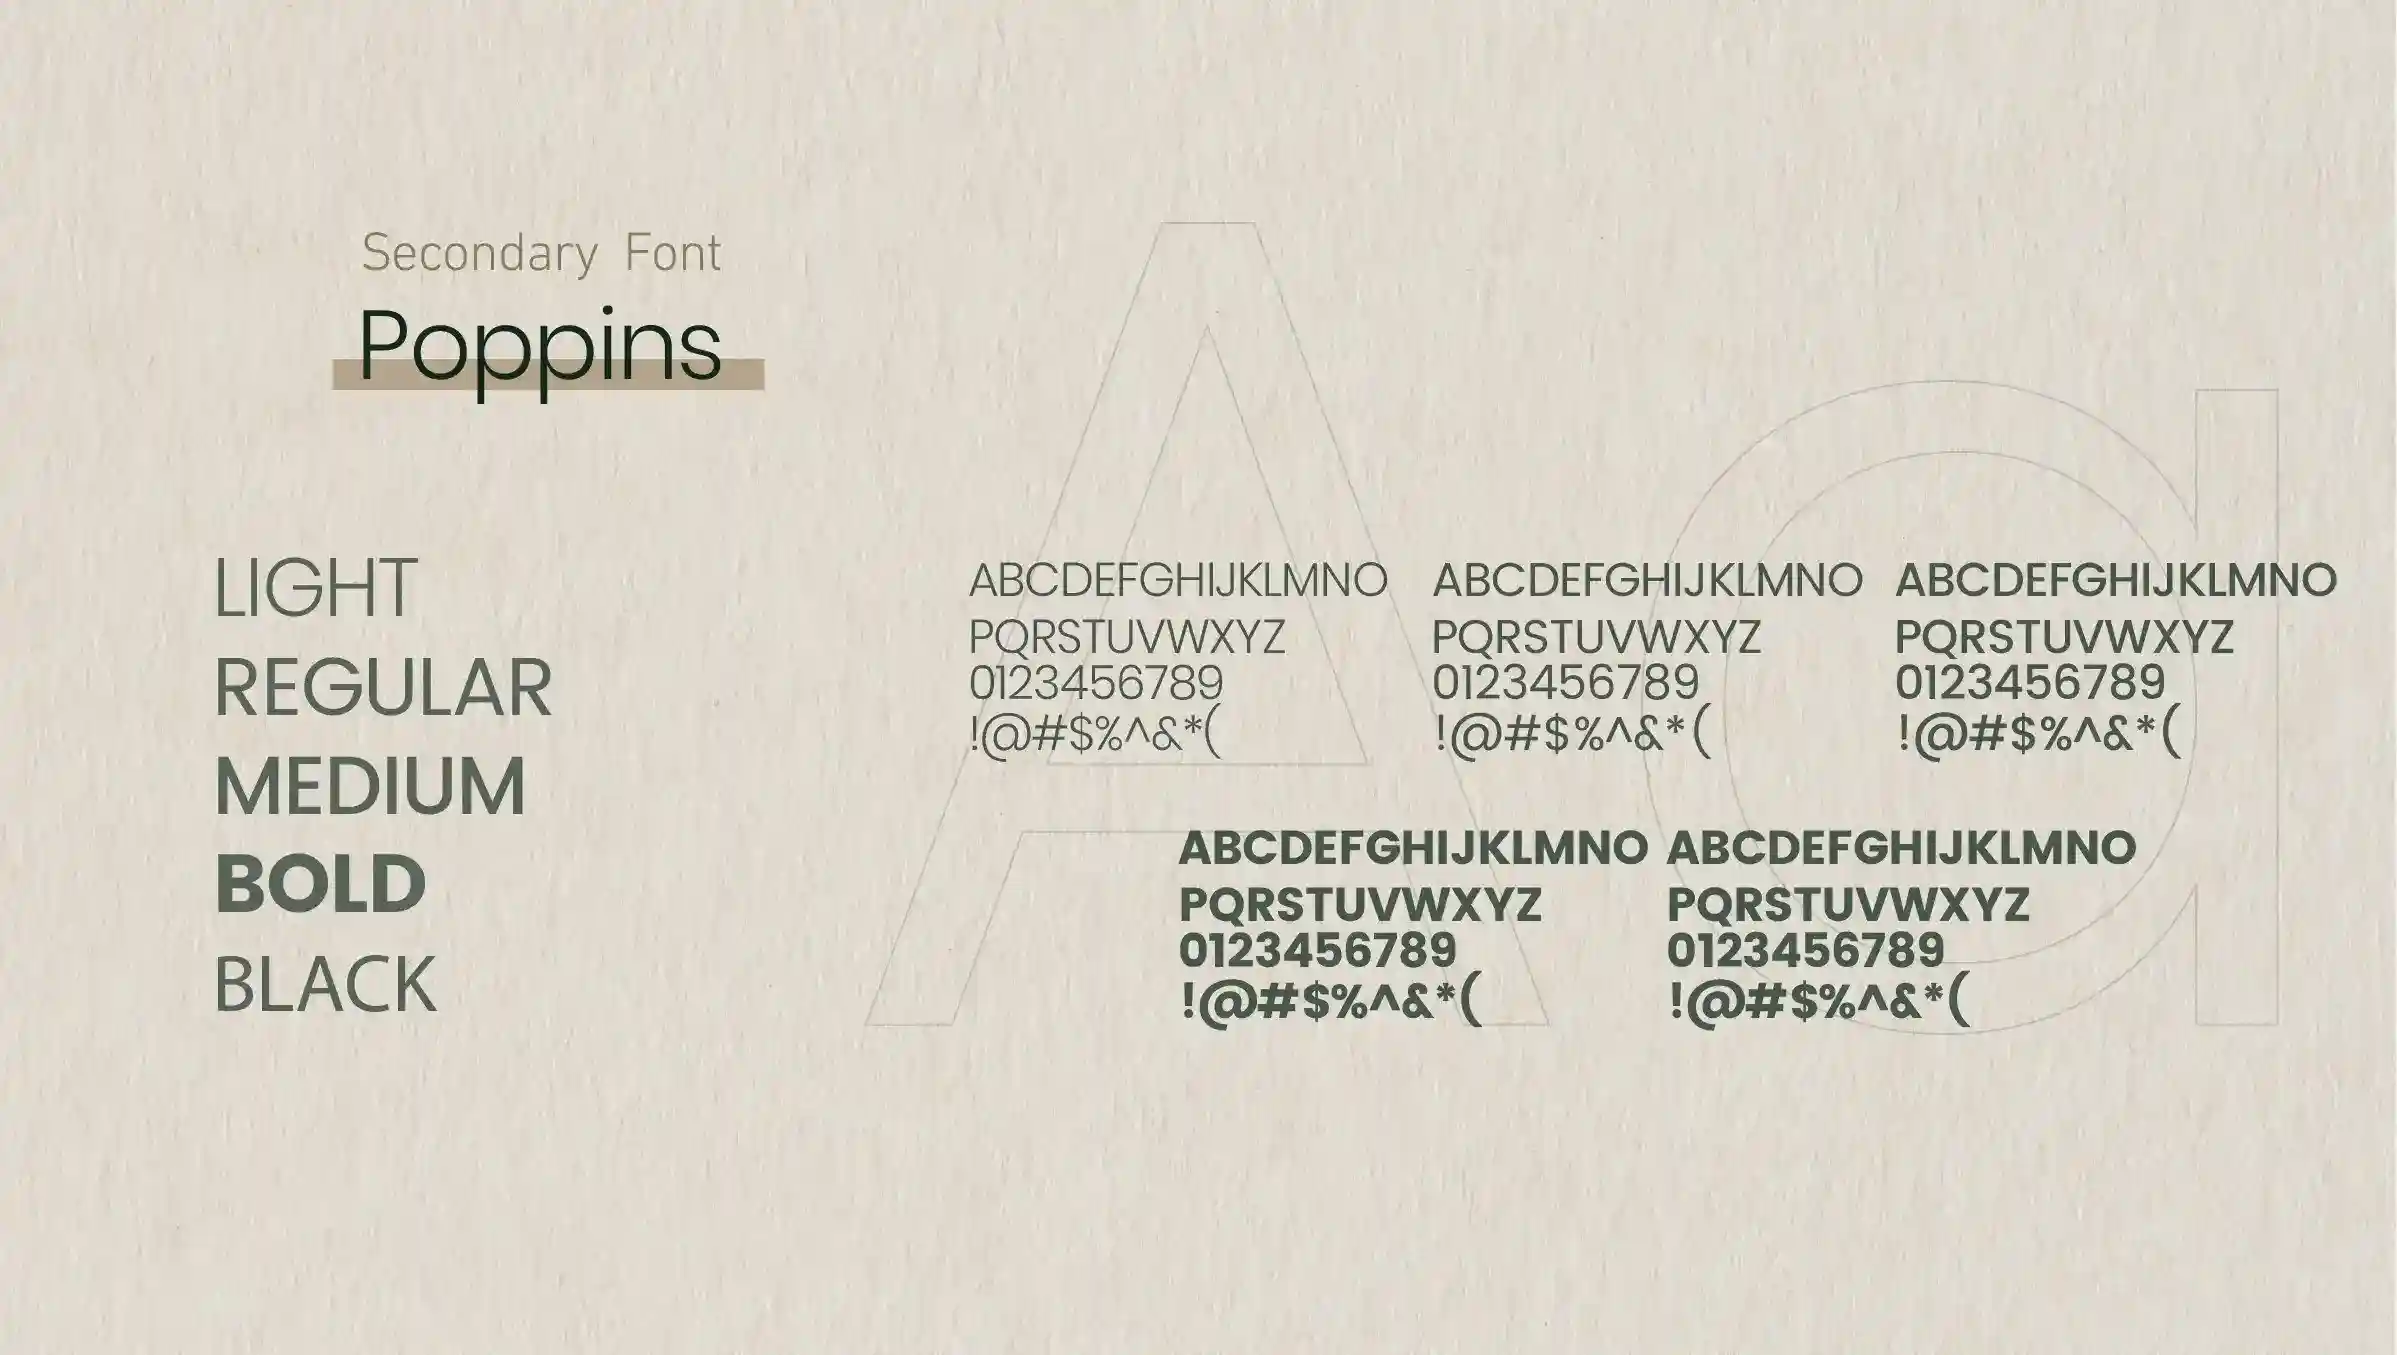 Secondary Font
Poppins
LIGHT
REGULAR
MEDIUM
BOLD
BLACK
Aa
ABCDEFGHIJKLMNO
PQRSTUVWXYZ
0123456789
!@#$%^&*(
ABCDEFGHIJKLMNO
PQRSTUVWXYZ
0123456789
!@#$%^&*(
ABCDEFGHIJKLMNO
PQRSTUVWXYZ
0123456789
!@#$%^&*(
ABCDEFGHIJKLMNO
PQRSTUVWXYZ
0123456789
!@#$%^&*(
ABCDEFGHIJKLMNO
PQRSTUVWXYZ
0123456789
!@#$%^&*(